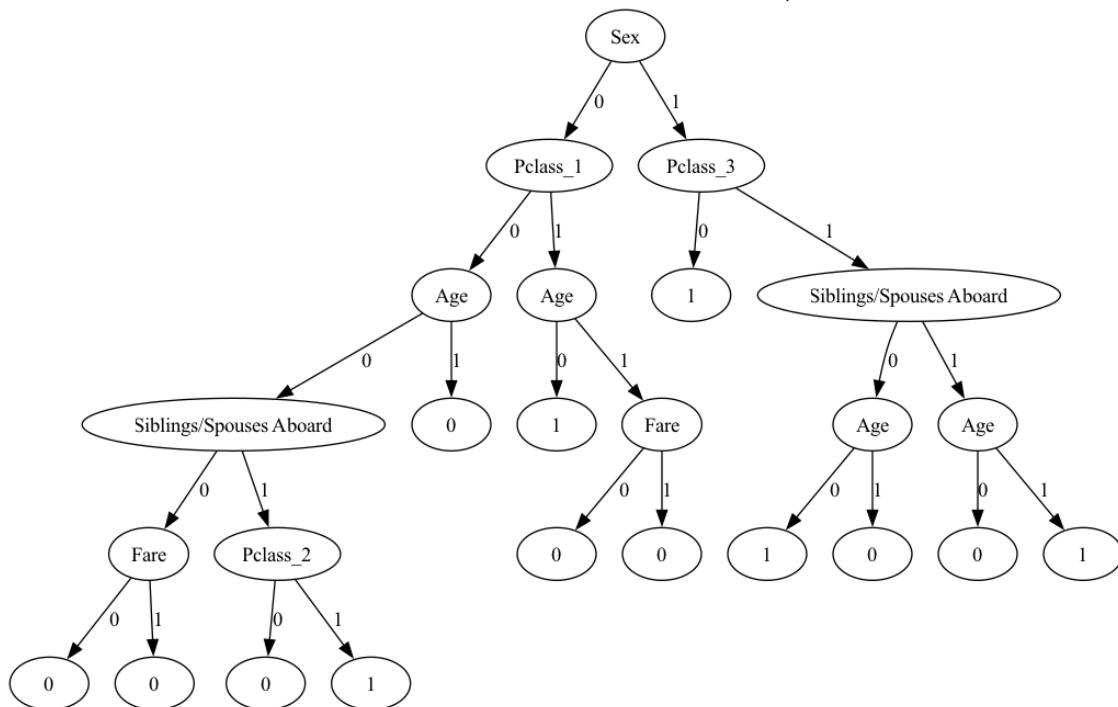 Sex
0 1
Pclass_1 Pclass_3
0 1 0 1
Age Age 1 Siblings/Spouses Aboard
0 1 0 1 0 1
Siblings/Spouses Aboard 0 1 Fare Age Age
0 1 0 1 0 1 0 1
Fare Pclass_2 0 0 1 0 0 1
0 1 0 1
0 0 0 1